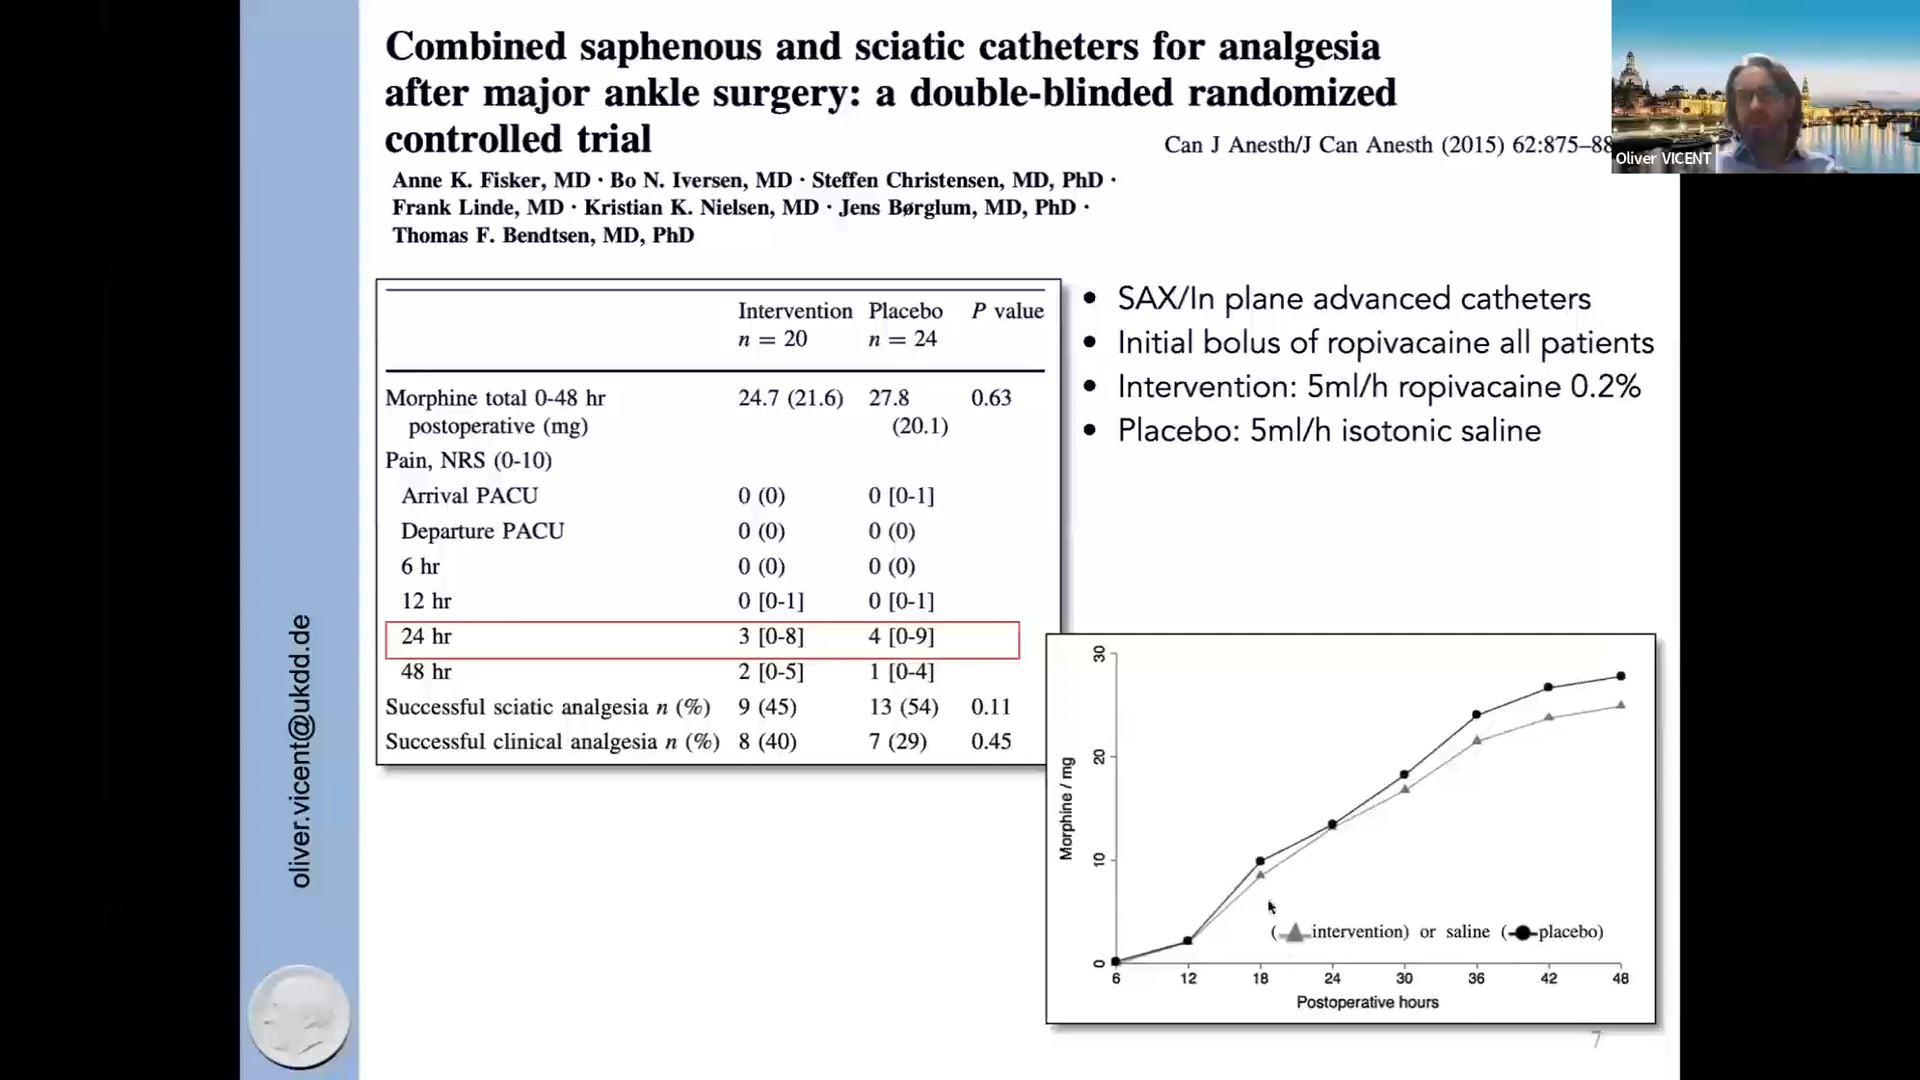 Combined saphenous and sciatic catheters for analgesia
after major ankle surgery: a double-blinded randomized
controlled trial
Can J Anesth/J Can Anesth (2015) 62:875–88
Oliver VICENT
Anne K. Fisker, MD · Bo N. Iversen, MD · Steffen Christensen, MD, PhD ·
Frank Linde, MD · Kristian K. Nielsen, MD · Jens Børglum, MD, PhD ·
Thomas F. Bendtsen, MD, PhD
Intervention Placebo P value
n = 20 n = 24
Morphine total 0-48 hr 24.7 (21.6) 27.8 0.63
postoperative (mg) (20.1)
Pain, NRS (0-10)
Arrival PACU 0 (0) 0 [0-1]
Departure PACU 0 (0) 0 (0)
6 hr 0 (0) 0 (0)
12 hr 0 [0-1] 0 [0-1]
24 hr 3 [0-8] 4 [0-9]
48 hr 2 [0-5] 1 [0-4]
Successful sciatic analgesia n (%) 9 (45) 13 (54) 0.11
Successful clinical analgesia n (%) 8 (40) 7 (29) 0.45
• SAX/In plane advanced catheters
• Initial bolus of ropivacaine all patients
• Intervention: 5ml/h ropivacaine 0.2%
• Placebo: 5ml/h isotonic saline
30
20
10
0
Morphine / mg
( intervention) or saline ( placebo)
6 12 18 24 30 36 42 48
Postoperative hours
7
oliver.vicent@ukdd.de